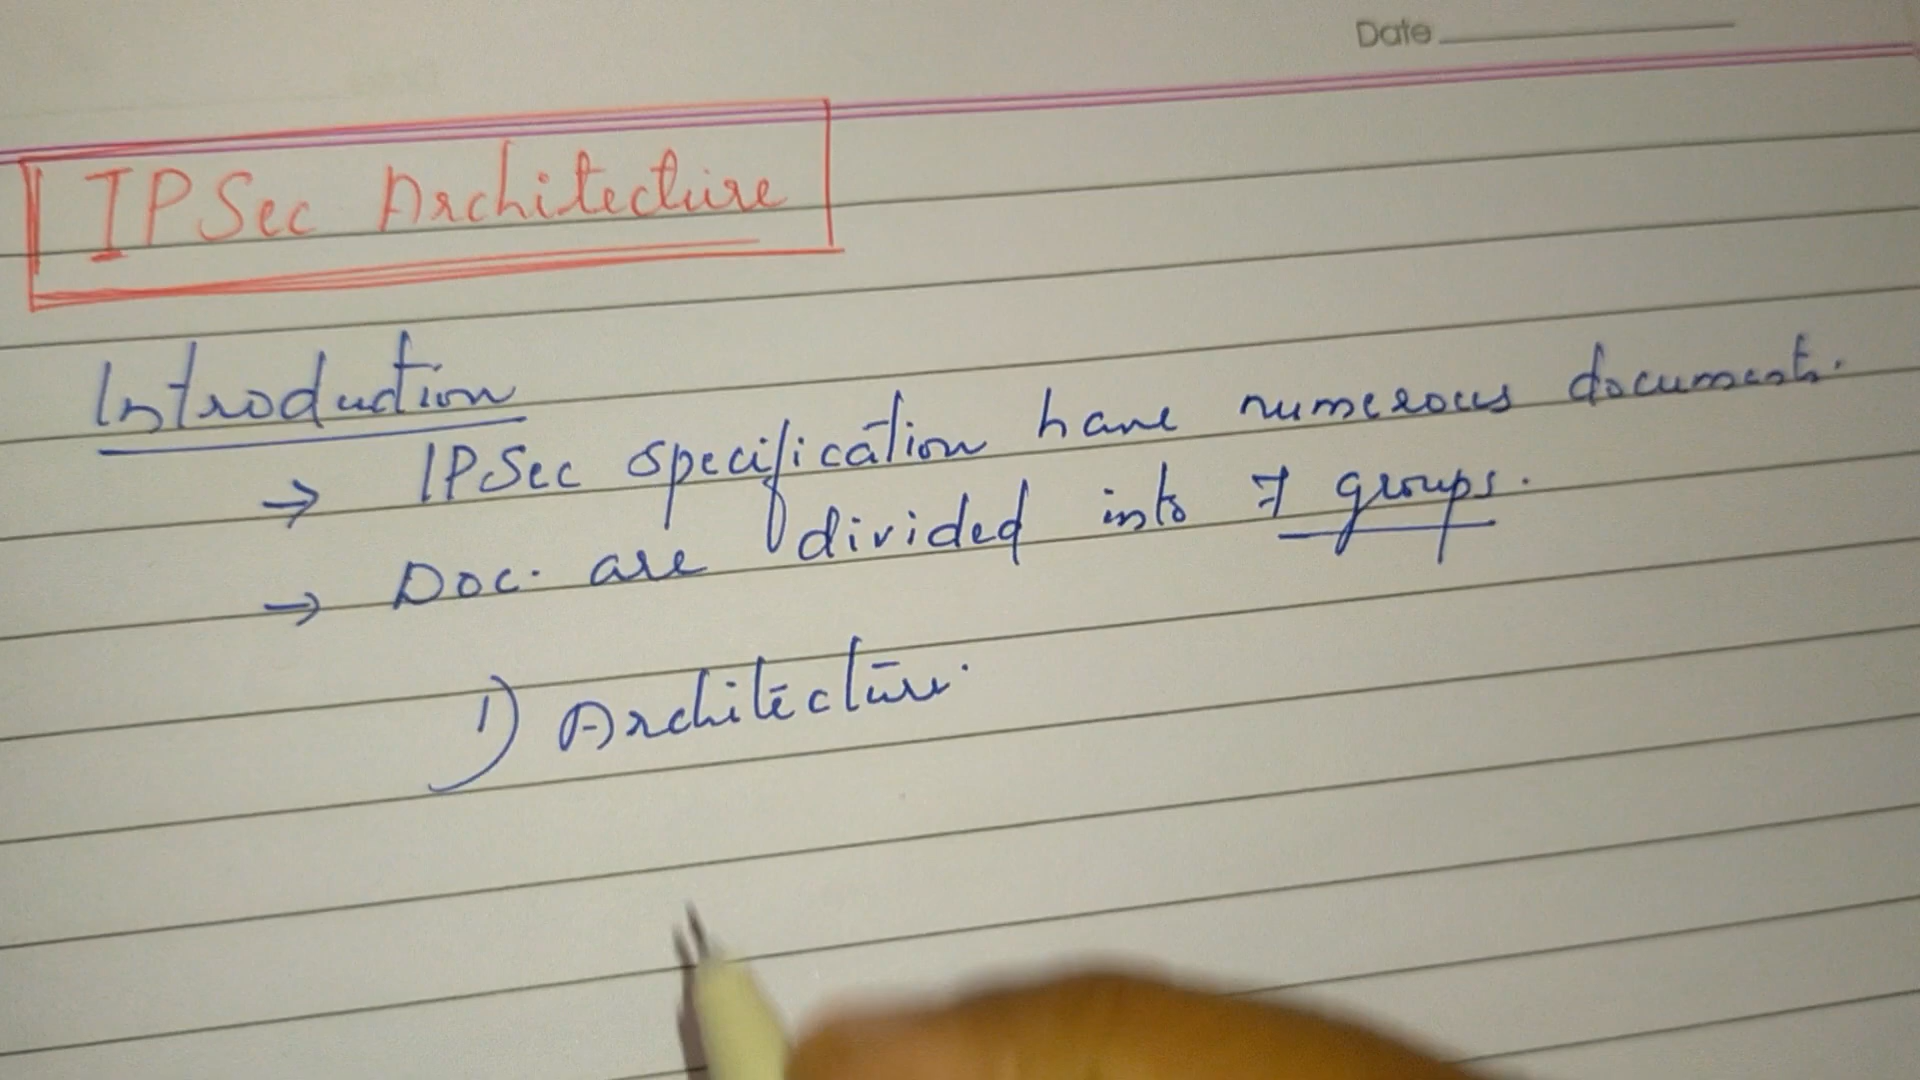 Date
IPSec Architecture
Introduction
→ IPSec specification have numerous documents.
→ Doc. are divided into 7 groups.
1) Architecture.